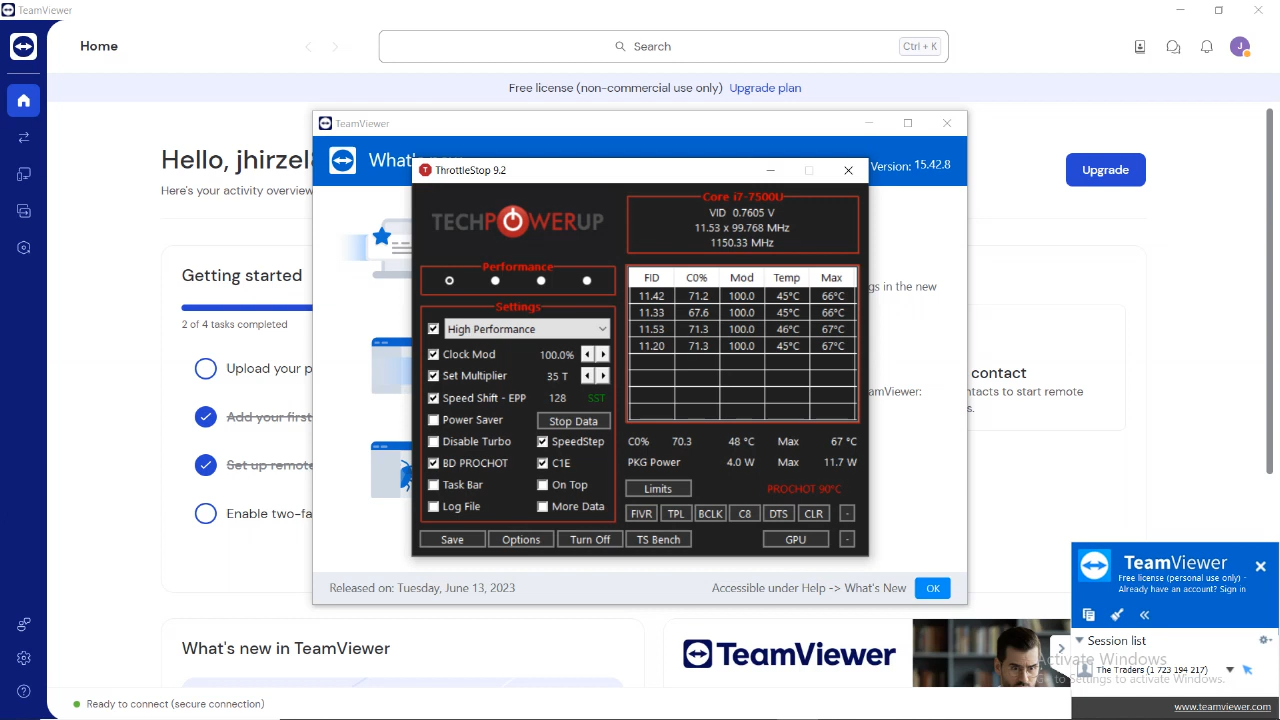 TeamViewer
Home
Search
Ctrl + K
J
Free license (non-commercial use only) Upgrade plan
Hello, jhirzel
Here's your activity overview
Upgrade
TeamViewer
What's
Version: 15.42.8
Getting started
2 of 4 tasks completed
Upload your p
Add your first
Set up remote
Enable two-fa
gs in the new
contact
eamViewer:
ntacts to start remote
s.
ThrottleStop 9.2
TECHPOWERUP
Core i7-7500U
VID 0.7605 V
11.53 x 99.768 MHz
1150.33 MHz
Performance
Settings
High Performance
Clock Mod 100.0%
Set Multiplier 35 T
Speed Shift - EPP 128 SST
Power Saver Stop Data
Disable Turbo SpeedStep
BD PROCHOT C1E
Task Bar On Top
Log File More Data
FID C0% Mod Temp Max
11.42 71.2 100.0 45°C 66°C
11.33 67.6 100.0 45°C 66°C
11.53 71.3 100.0 46°C 67°C
11.20 71.3 100.0 45°C 67°C
C0% 70.3 48 °C Max 67 °C
PKG Power 4.0 W Max 11.7 W
Limits PROCHOT 90°C
FIVR TPL BCLK C8 DTS CLR -
Save Options Turn Off TS Bench GPU -
Released on: Tuesday, June 13, 2023
Accessible under Help -> What's New OK
What's new in TeamViewer
TeamViewer
TeamViewer
Free license (personal use only) -
Already have an account? Sign in
Session list
The Traders (1 723 194 217)
Activate Windows
Go to Settings to activate Windows.
www.teamviewer.com
Ready to connect (secure connection)